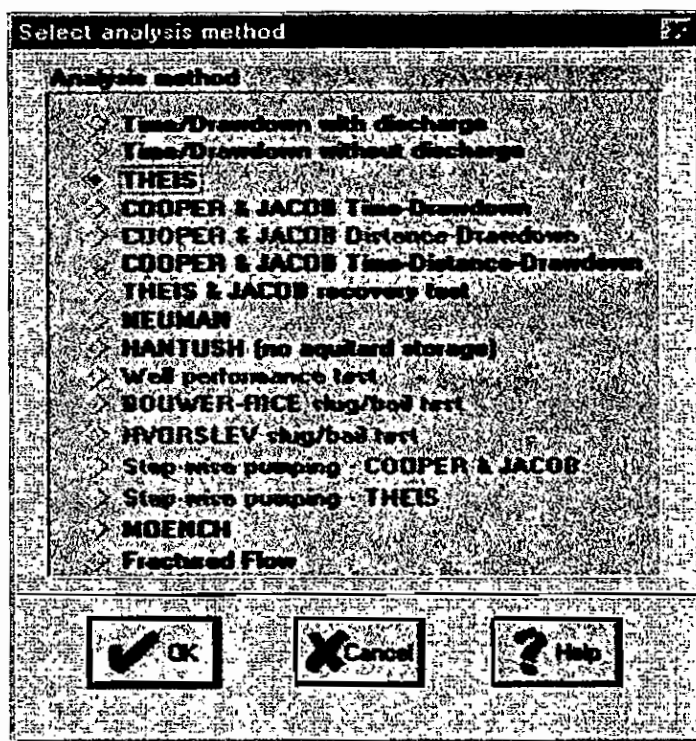 Select analysis method
Analysis method
Time/Drawdown with discharge
Time/Drawdown without discharge
THEIS
COOPER & JACOB Time-Drawdown
COOPER & JACOB Distance-Drawdown
COOPER & JACOB Time-Distance-Drawdown
THEIS & JACOB recovery test
NEUMAN
HANTUSH (no aquitard storage)
Well performance test
BOUWER-RICE slug/bail test
HVORSLEV slug/bail test
Step-wise pumping - COOPER & JACOB
Step-wise pumping - THEIS
MOENCH
Fractured Flow
OK
Cancel
Help